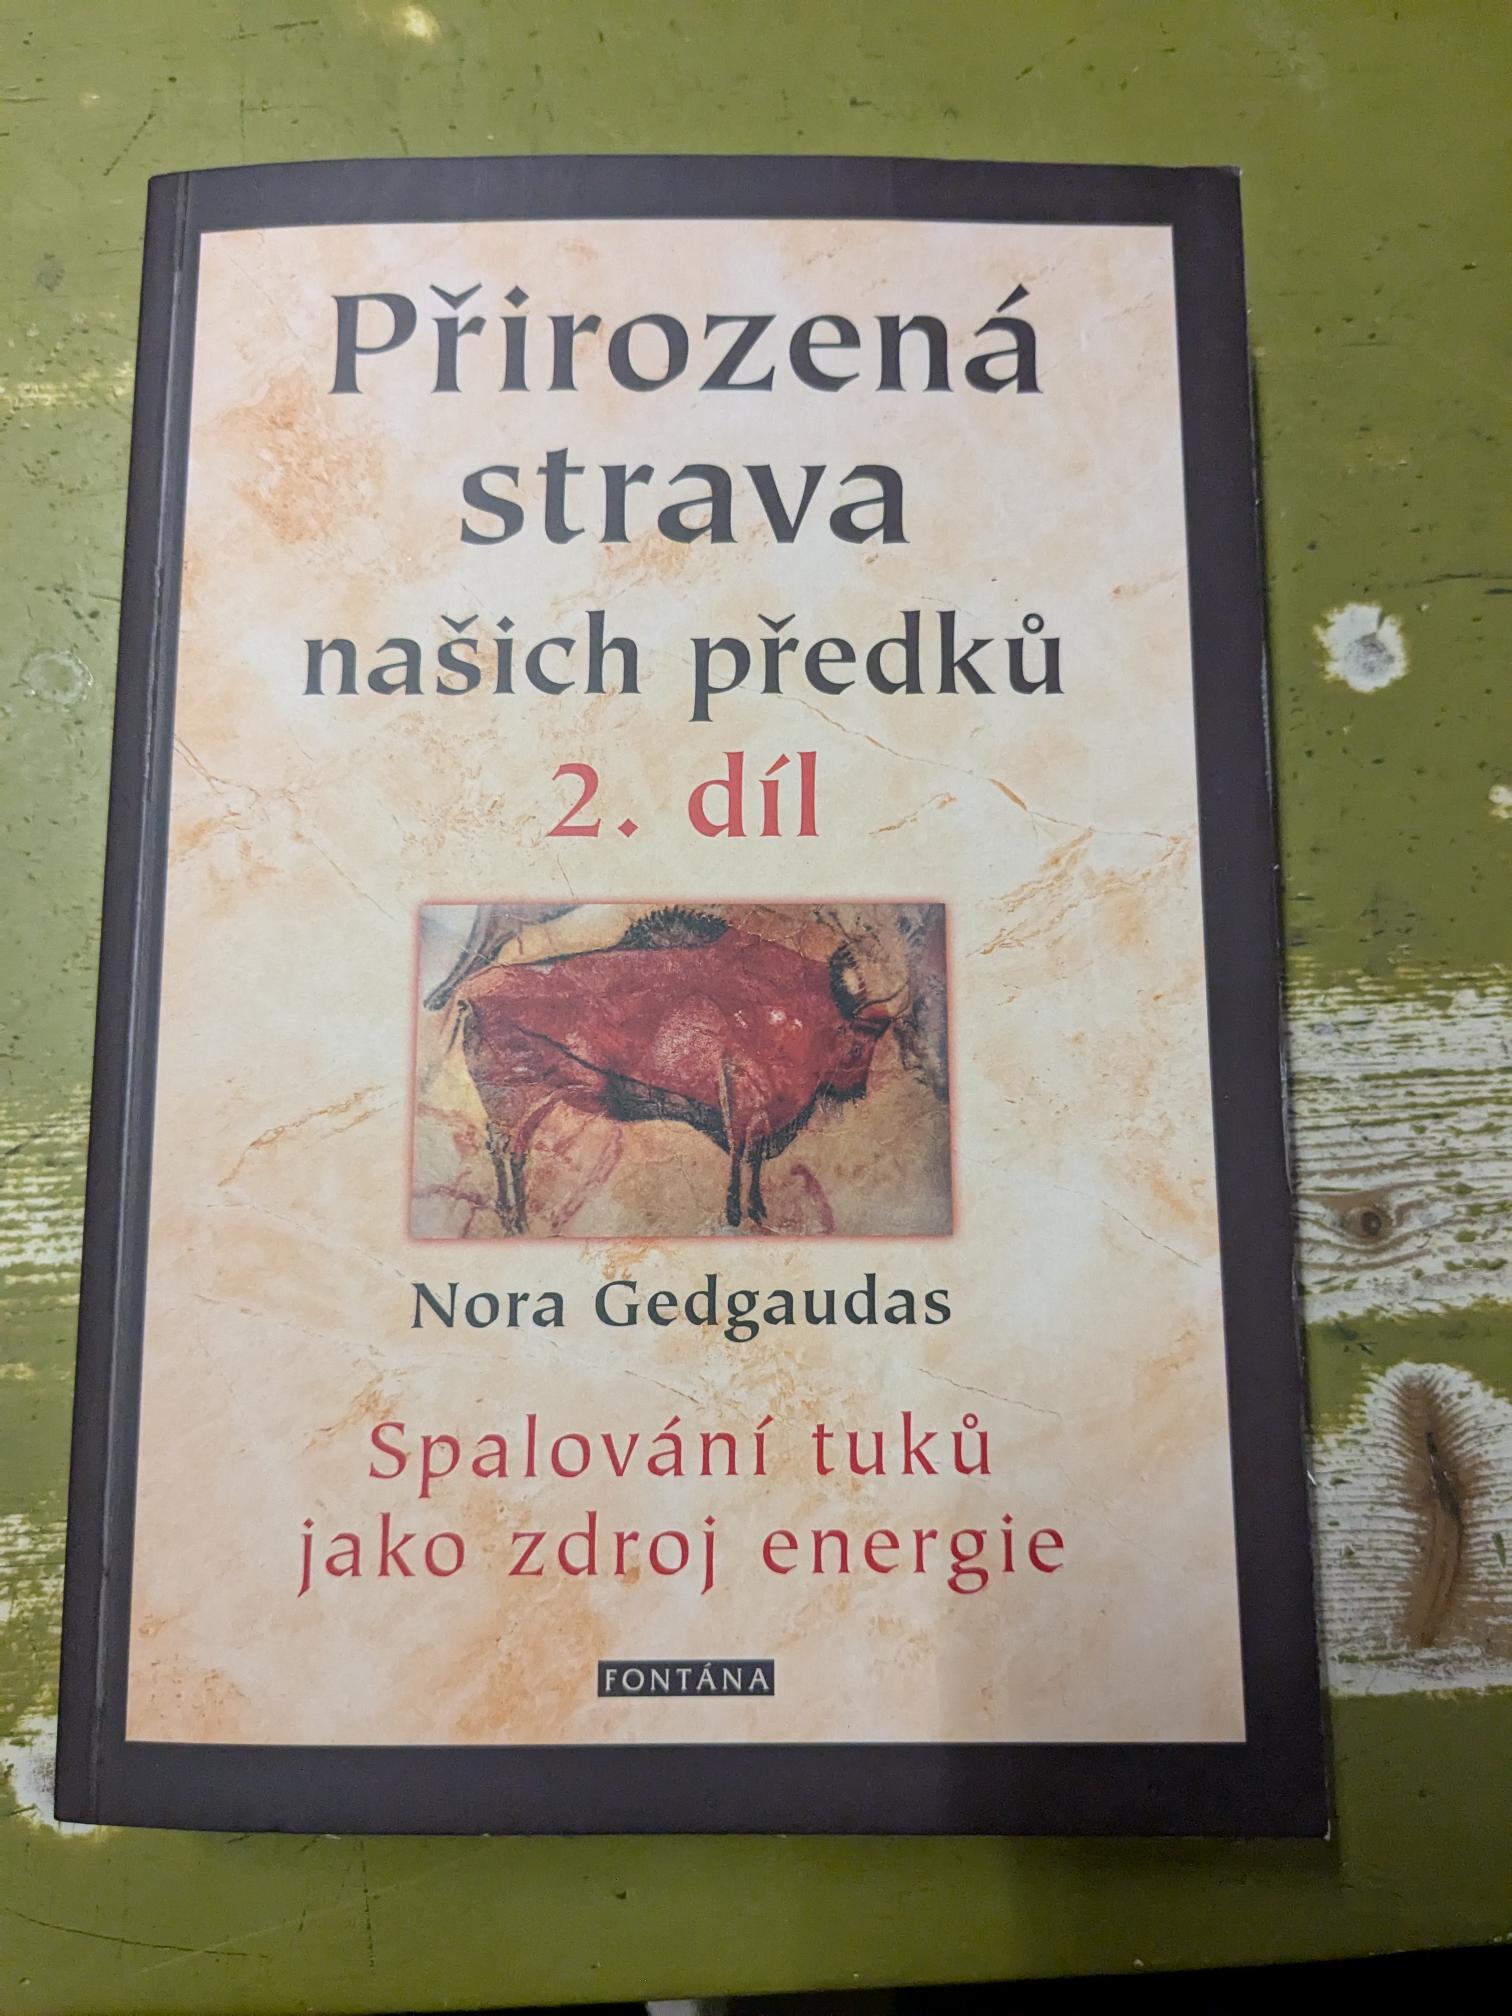 Přirozená
strava
našich předků
2. díl
Nora Gedgaudas
Spalování tuků
jako zdroj energie
FONTÁNA